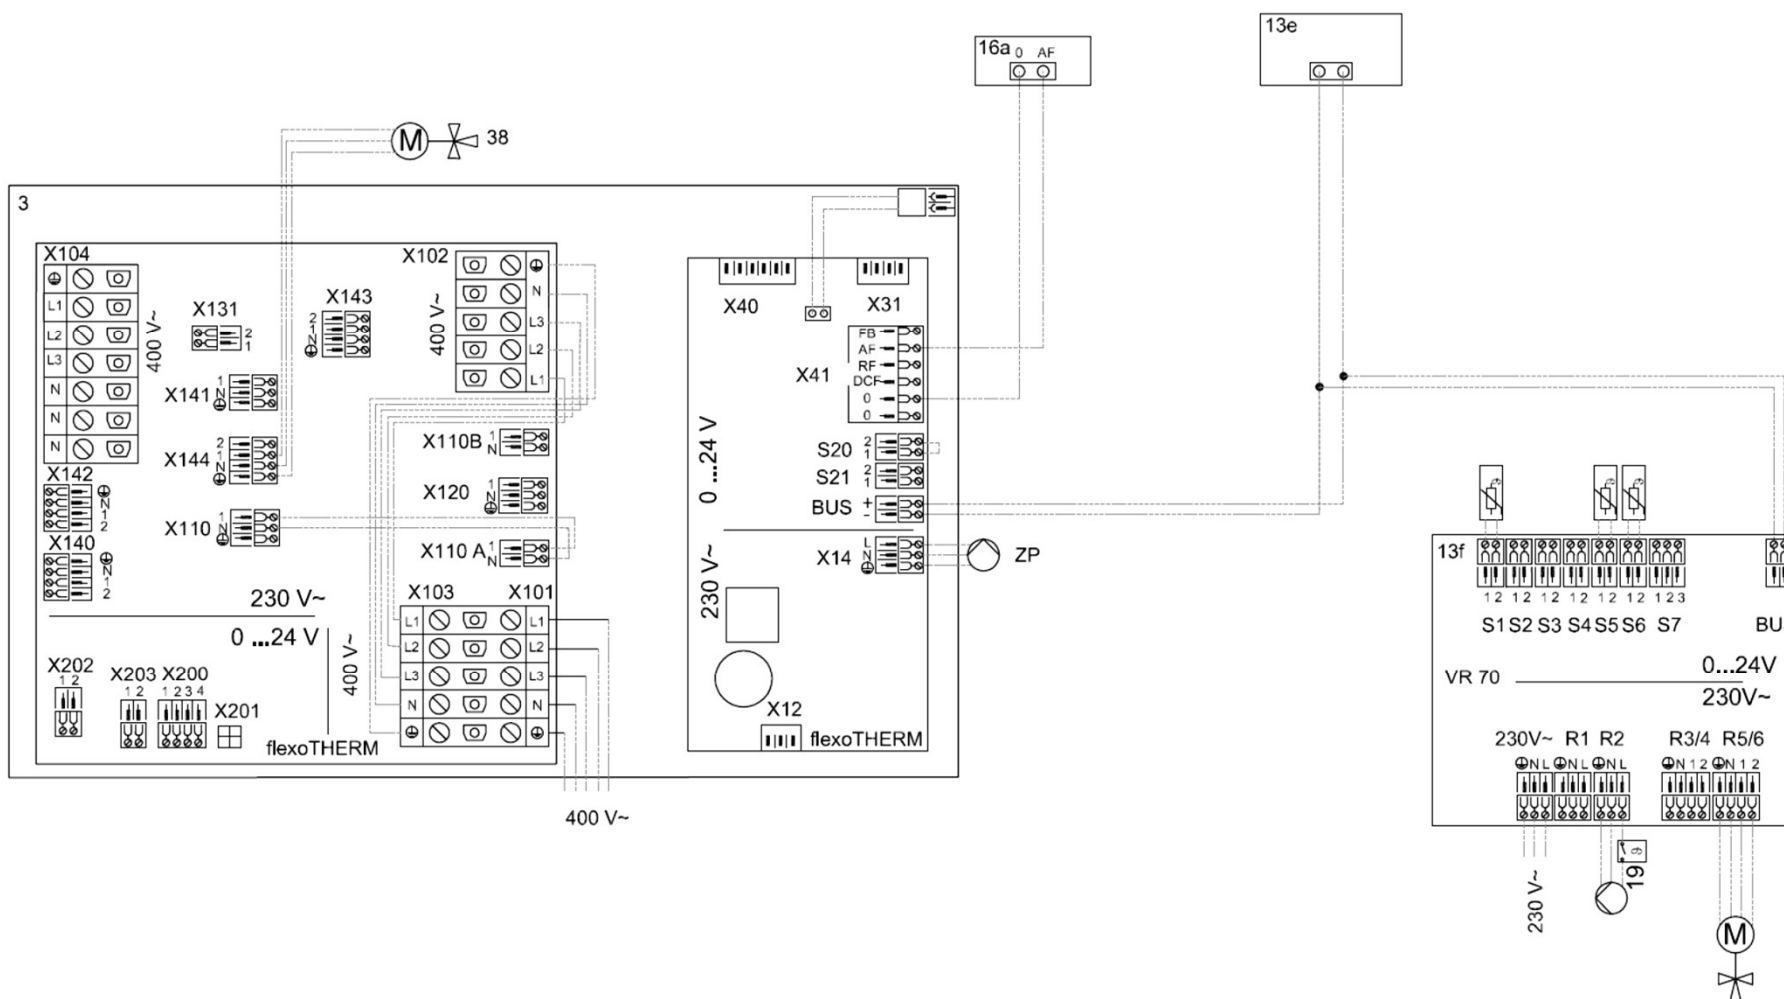 16a 0 AF
13e
38
3
X104
X102
L1
L2
L3
N
N
N
400 V~
X131
2
1
X143
2
1
N
400 V~
N
L3
L2
L1
X141
1
N
X144
2
1
N
X142
N
1
2
X110
1
N
X140
N
1
2
X110B
1
N
X120
1
N
X110 A
1
N
230 V~
0 ...24 V
400 V~
X103
X101
L1
L2
L3
N
L1
L2
L3
N
X202
1 2
X203
1 2
X200
1 2 3 4
X201
flexoTHERM
400 V~
X40
X31
X41
FB
AF
RF
DCF
0
0
0 ...24 V
S20
2
1
S21
2
1
BUS
+
-
230 V~
X14
L
N
ZP
X12
flexoTHERM
13f
1 2 1 2 1 2 1 2 1 2 1 2 1 2 3
S1 S2 S3 S4 S5 S6 S7
BU
VR 70
0...24V
230V~
230V~ R1 R2 R3/4 R5/6
N L N L N L N 1 2 N 1 2
230 V~
19
M
M